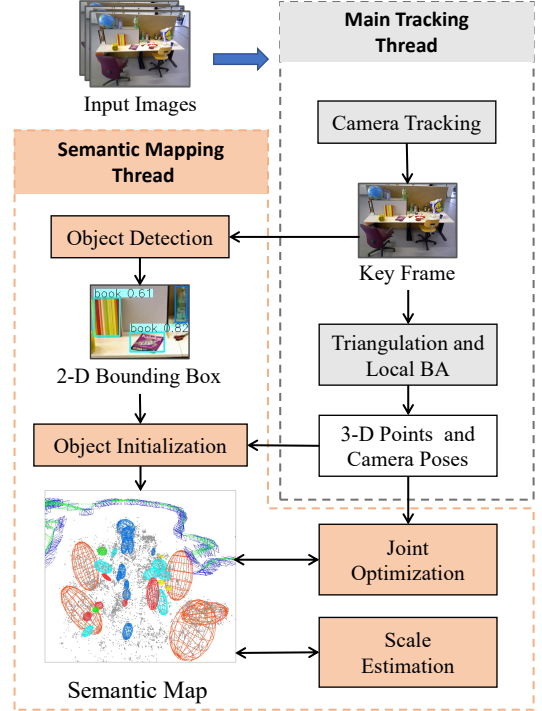 Main Tracking
Thread
Input Images
Camera Tracking
Semantic Mapping
Thread
Object Detection
Key Frame
book 0.61
book 0.82
2-D Bounding Box
Triangulation and
Local BA
Object Initialization
3-D Points and
Camera Poses
Joint
Optimization
Scale
Estimation
Semantic Map